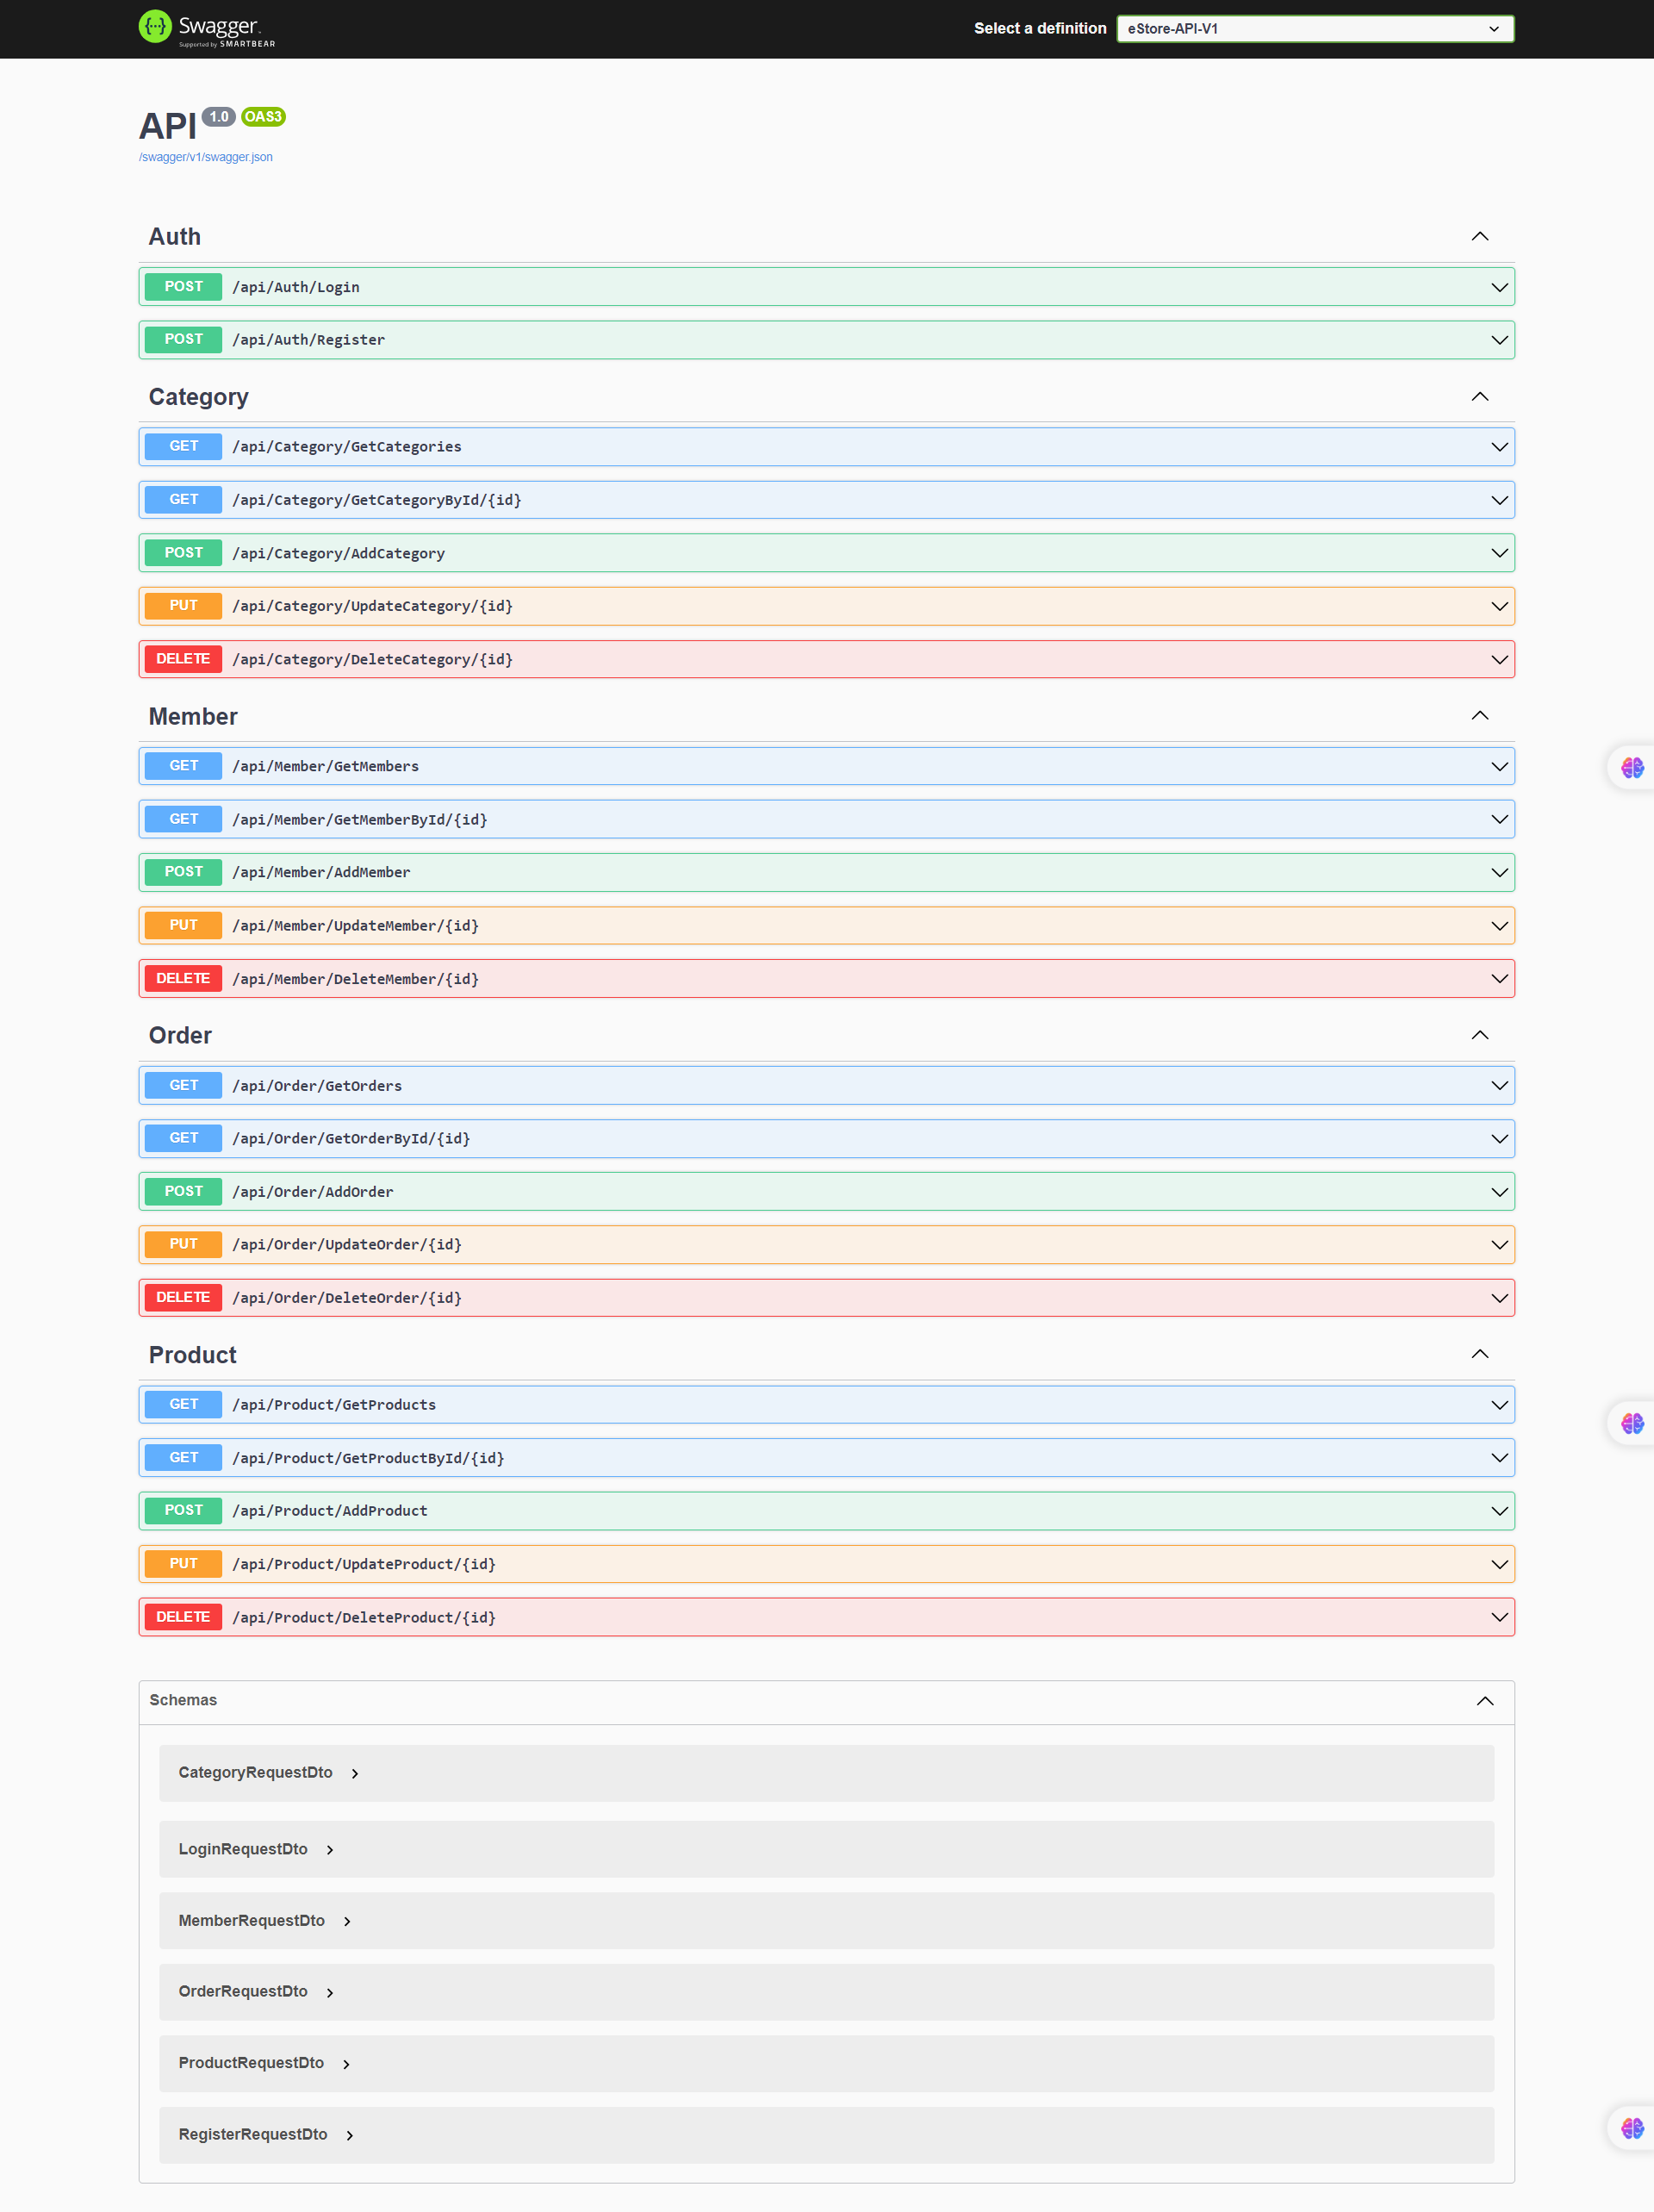 Swagger.
Supported by SMARTBEAR
Select a definition
eStore-API-V1
API 1.0 OAS3
/swagger/v1/swagger.json
Auth
POST /api/Auth/Login
POST /api/Auth/Register
Category
GET /api/Category/GetCategories
GET /api/Category/GetCategoryById/{id}
POST /api/Category/AddCategory
PUT /api/Category/UpdateCategory/{id}
DELETE /api/Category/DeleteCategory/{id}
Member
GET /api/Member/GetMembers
GET /api/Member/GetMemberById/{id}
POST /api/Member/AddMember
PUT /api/Member/UpdateMember/{id}
DELETE /api/Member/DeleteMember/{id}
Order
GET /api/Order/GetOrders
GET /api/Order/GetOrderById/{id}
POST /api/Order/AddOrder
PUT /api/Order/UpdateOrder/{id}
DELETE /api/Order/DeleteOrder/{id}
Product
GET /api/Product/GetProducts
GET /api/Product/GetProductById/{id}
POST /api/Product/AddProduct
PUT /api/Product/UpdateProduct/{id}
DELETE /api/Product/DeleteProduct/{id}
Schemas
CategoryRequestDto
LoginRequestDto
MemberRequestDto
OrderRequestDto
ProductRequestDto
RegisterRequestDto